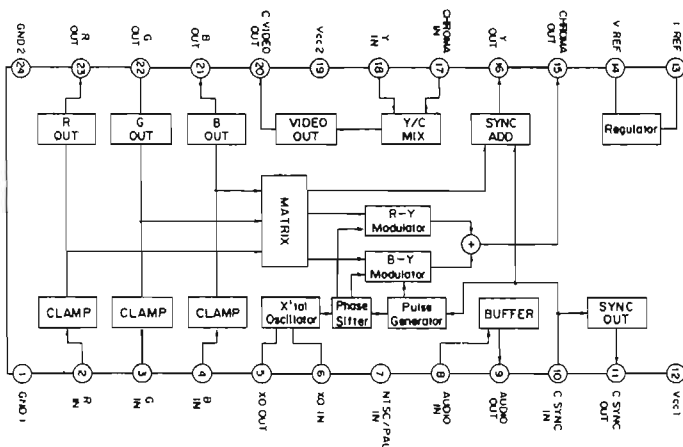 GND 2
R OUT
G OUT
B OUT
C VIDEO OUT
Vcc 2
Y IN
CHROMA IN
Y OUT
CHROMA OUT
V REF
I REF
24
23
22
21
20
19
18
17
16
15
14
13
R OUT
G OUT
B OUT
VIDEO OUT
Y/C MIX
SYNC ADD
Regulator
MATRIX
R-Y Modulator
+
B-Y Modulator
CLAMP
CLAMP
CLAMP
X'tal Oscillator
Phase Sifter
Pulse Generator
BUFFER
SYNC OUT
1
2
3
4
5
6
7
8
9
10
11
12
GND 1
R IN
G IN
B IN
XO OUT
XO IN
NTSC/PAL IN
AUDIO IN
AUDIO OUT
C SYNC IN
C SYNC OUT
Vcc 1